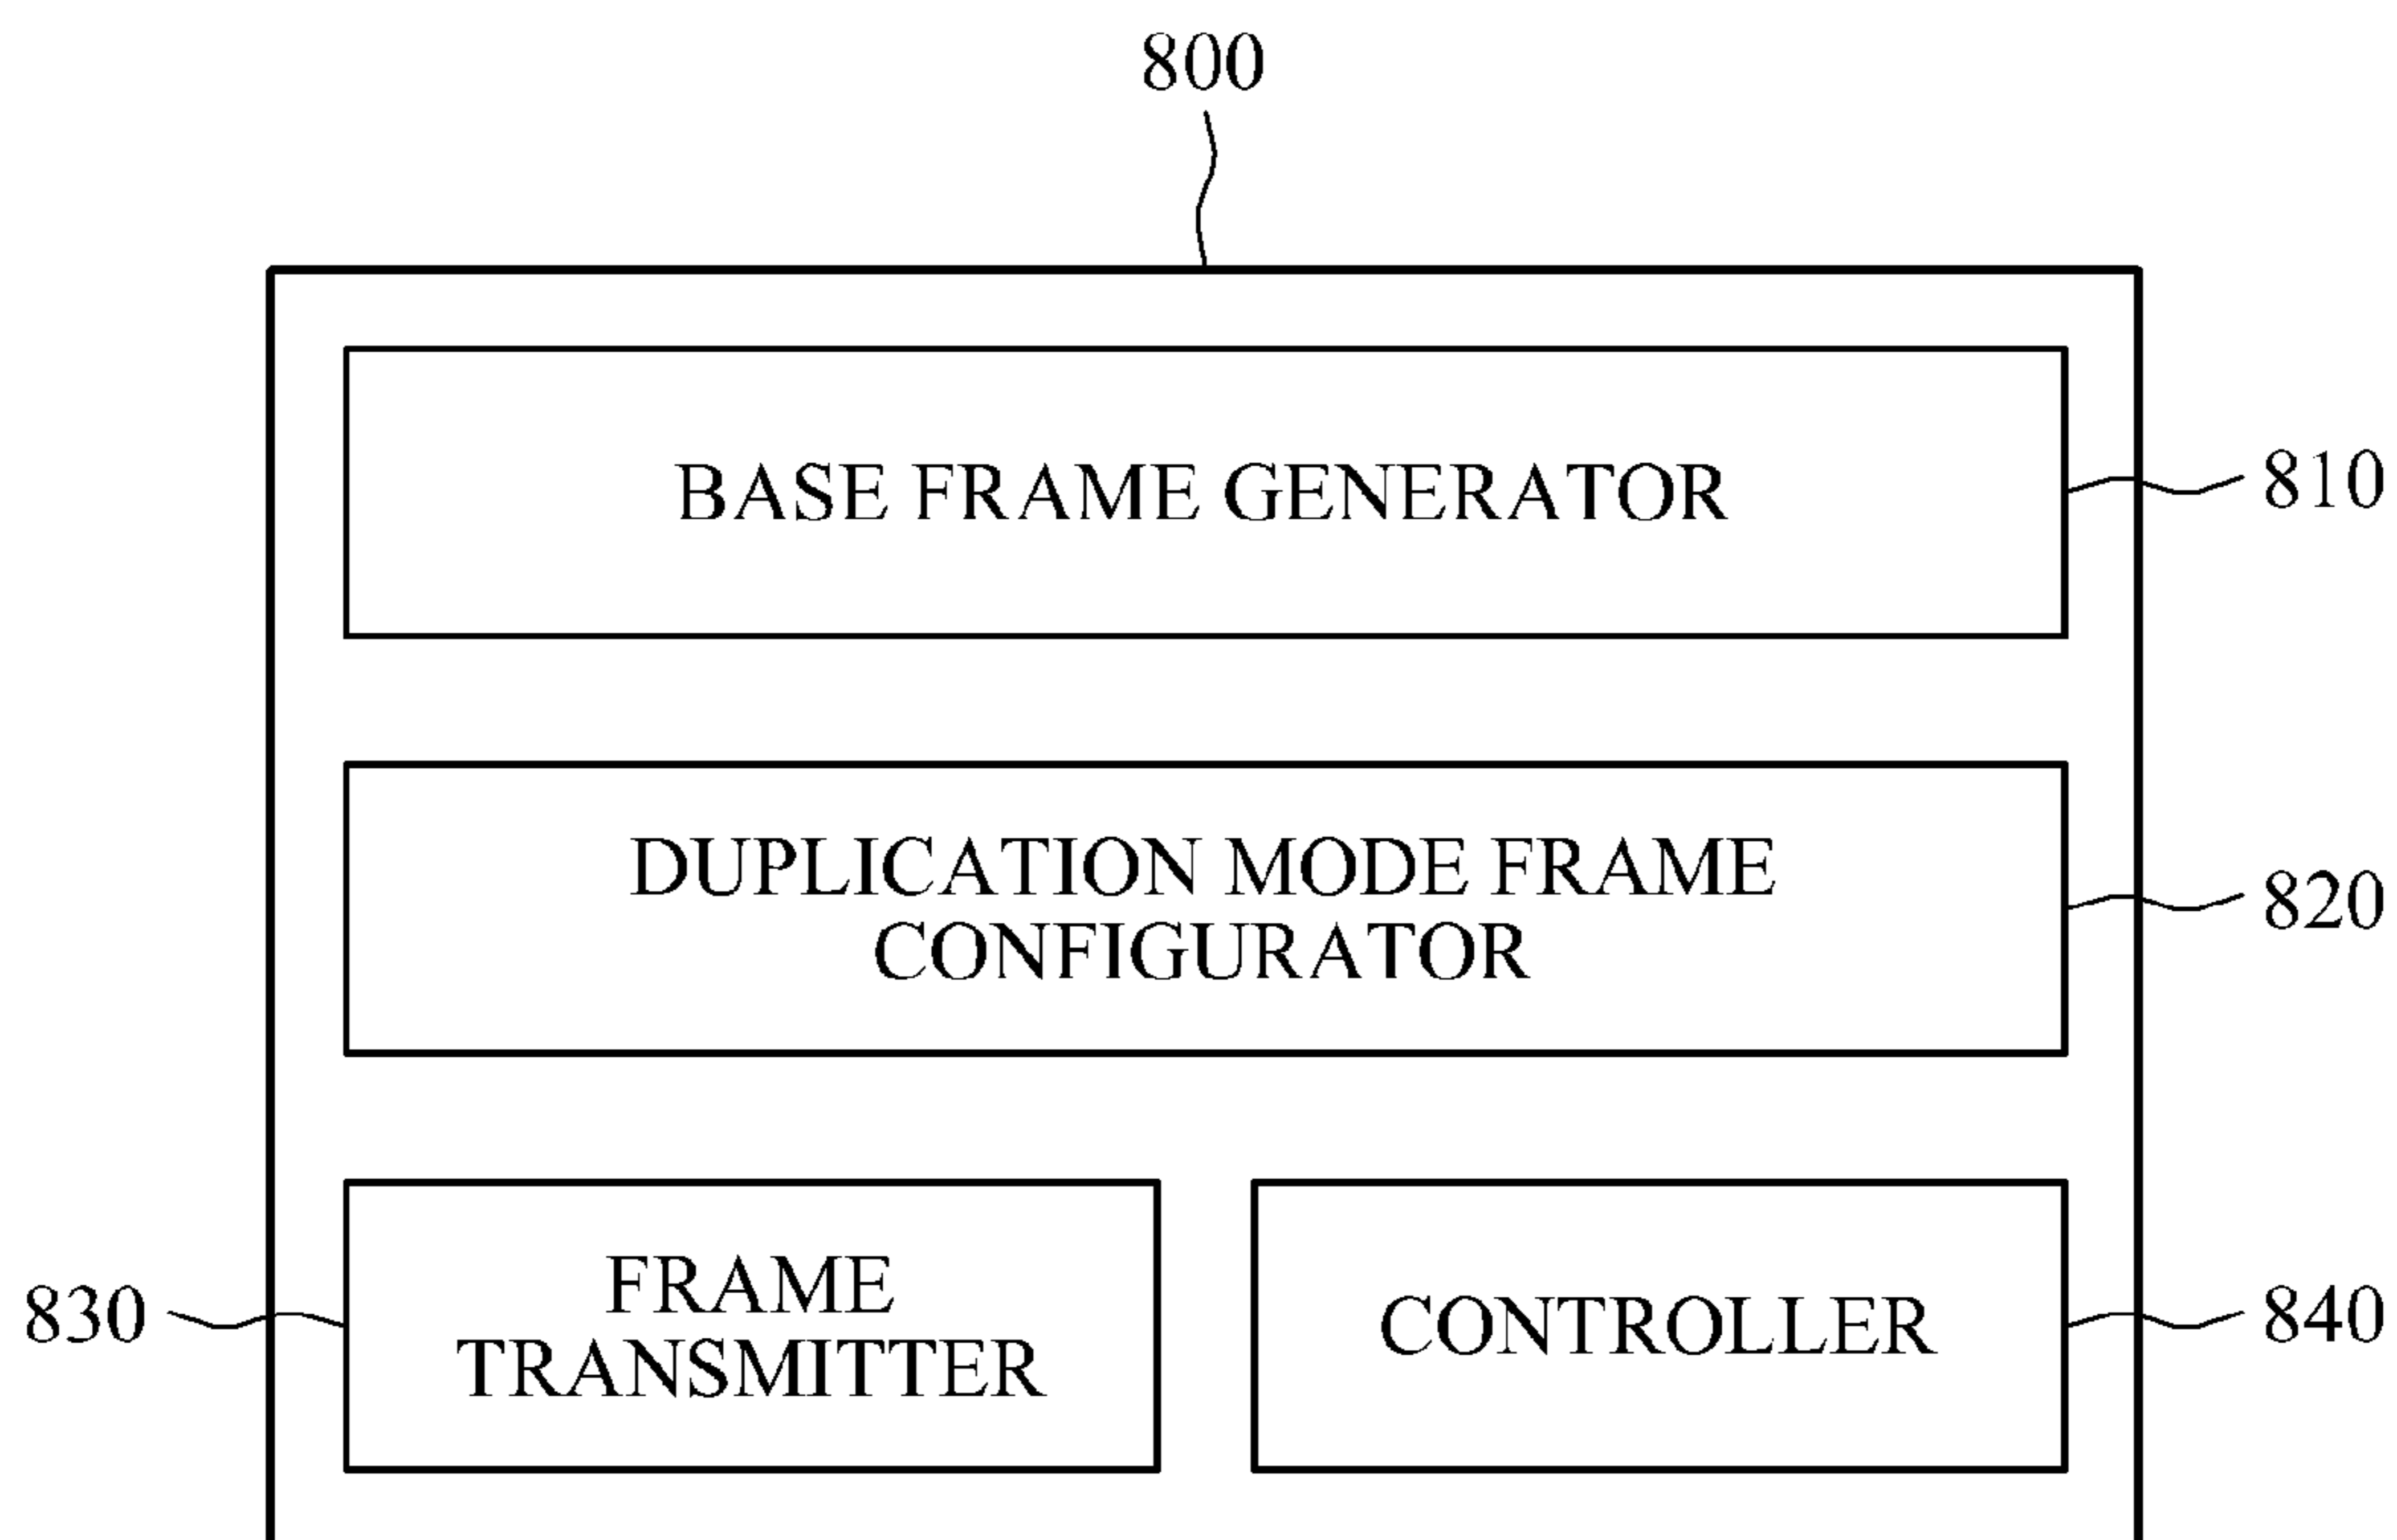 800
BASE FRAME GENERATOR
810
DUPLICATION MODE FRAME
CONFIGURATOR
820
830
FRAME
TRANSMITTER
CONTROLLER
840